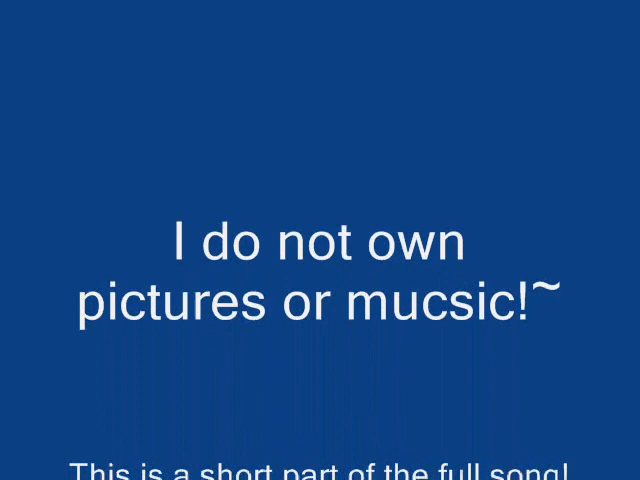 I do not own
pictures or mucsic!~
This is a short part of the full song!